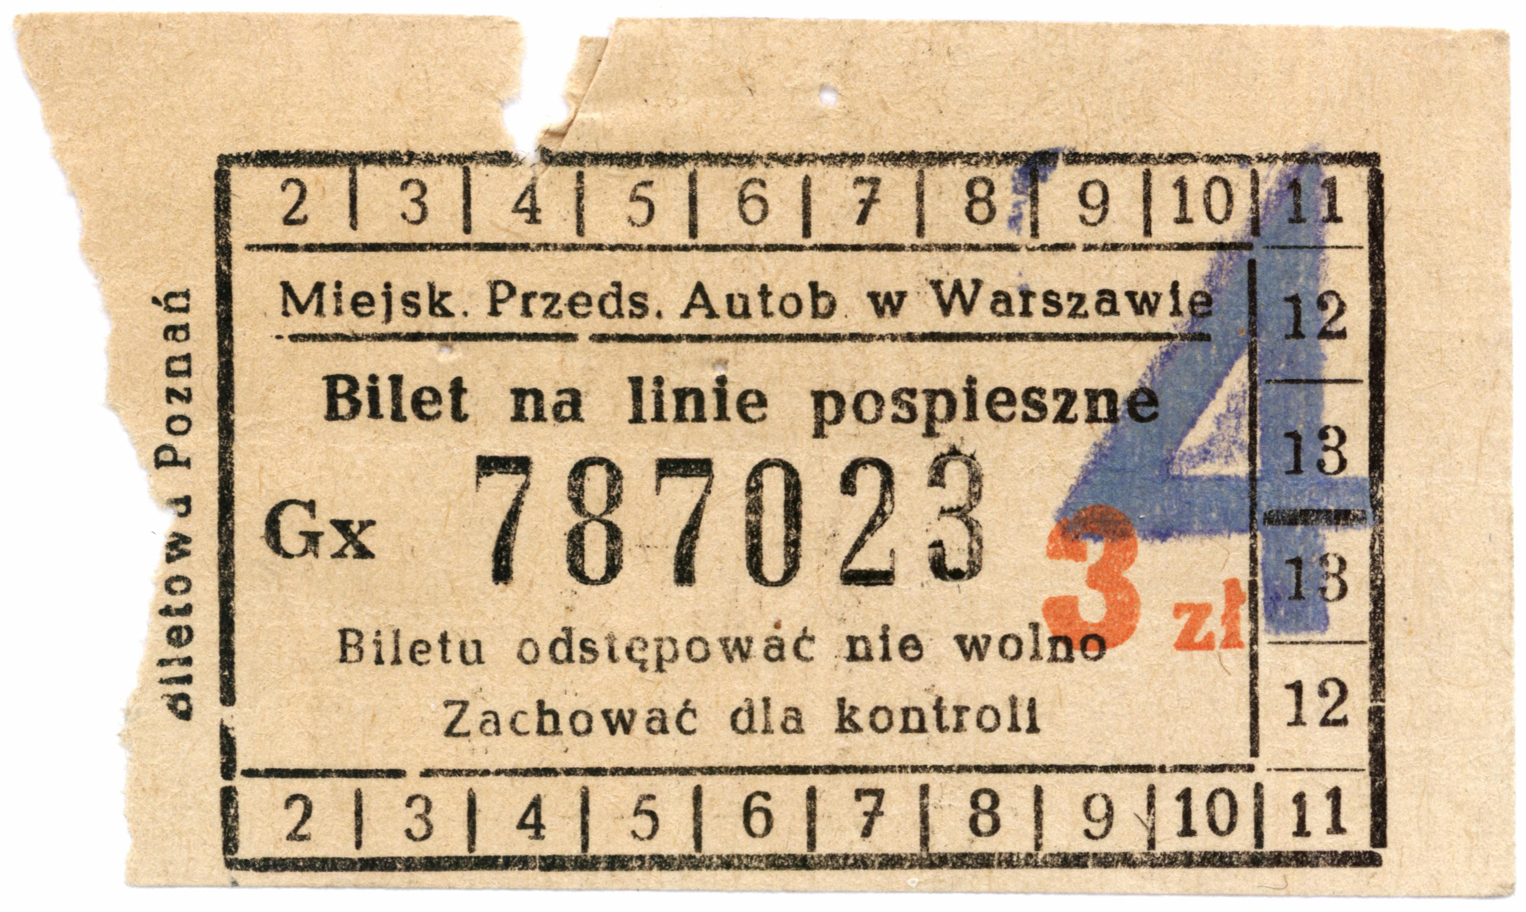 2 | 3 | 4 | 5 | 6 | 7 | 8 | 9 | 10 | 11
12
13
13
12
Miejsk. Przeds. Autob. w Warszawie
Bilet na linie pospieszne
Gx 787023
4
3 zł
Biletu odstępować nie wolno
Zachować dla kontroli
2 | 3 | 4 | 5 | 6 | 7 | 8 | 9 | 10 | 11
Biletowa Poznań